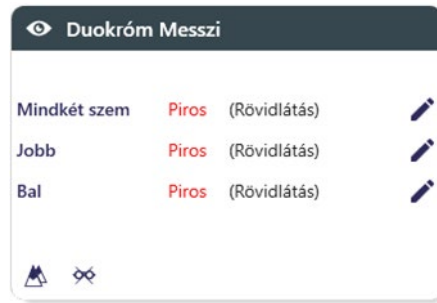 Duokróm Messzi
Mindkét szem Piros (Rövidlátás)
Jobb Piros (Rövidlátás)
Bal Piros (Rövidlátás)